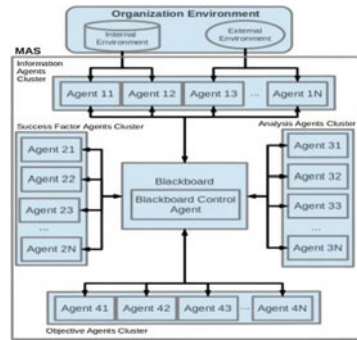 Organization Environment
Internal
Environment
External
Environment
MAS
Information
Agents
Cluster
Agent 11
Agent 12
Agent 13
...
Agent 1N
Success Factor Agents Cluster
Analysis Agents Cluster
Agent 21
Agent 22
Agent 23
...
Agent 2N
Blackboard
Blackboard Control
Agent
Agent 31
Agent 32
Agent 33
...
Agent 3N
Agent 41
Agent 42
Agent 43
...
Agent 4N
Objective Agents Cluster